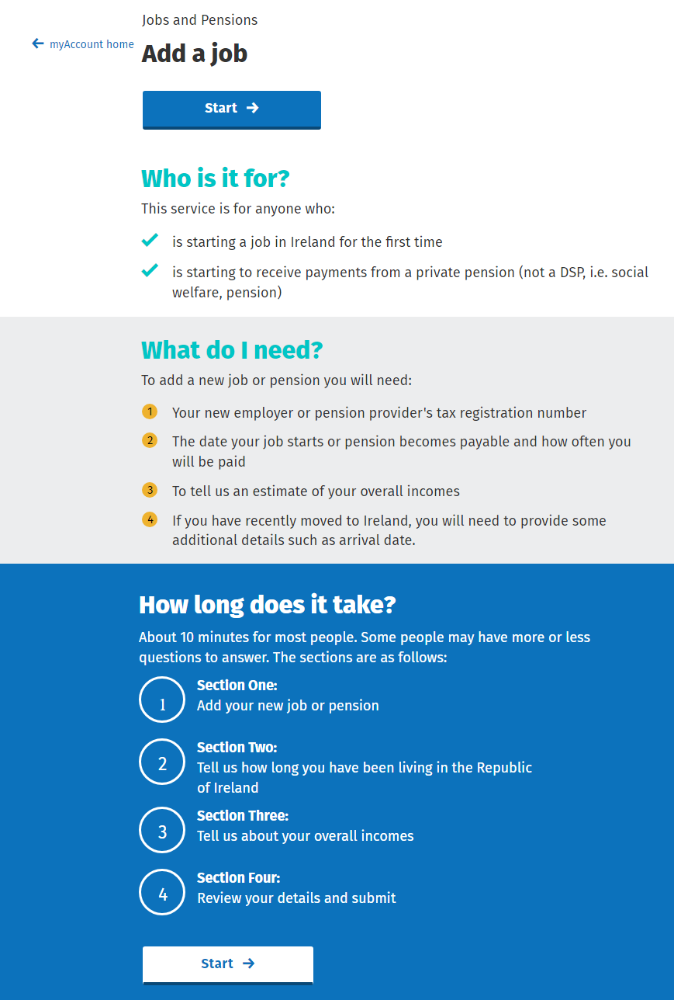 Jobs and Pensions
myAccount home
Add a job
Start
Who is it for?
This service is for anyone who:
is starting a job in Ireland for the first time
is starting to receive payments from a private pension (not a DSP, i.e. social
welfare, pension)
What do I need?
To add a new job or pension you will need:
1 Your new employer or pension provider's tax registration number
2 The date your job starts or pension becomes payable and how often you
will be paid
3 To tell us an estimate of your overall incomes
4 If you have recently moved to Ireland, you will need to provide some
additional details such as arrival date.
How long does it take?
About 10 minutes for most people. Some people may have more or less
questions to answer. The sections are as follows:
Section One:
1 Add your new job or pension
Section Two:
2 Tell us how long you have been living in the Republic
of Ireland
Section Three:
3 Tell us about your overall incomes
Section Four:
4 Review your details and submit
Start